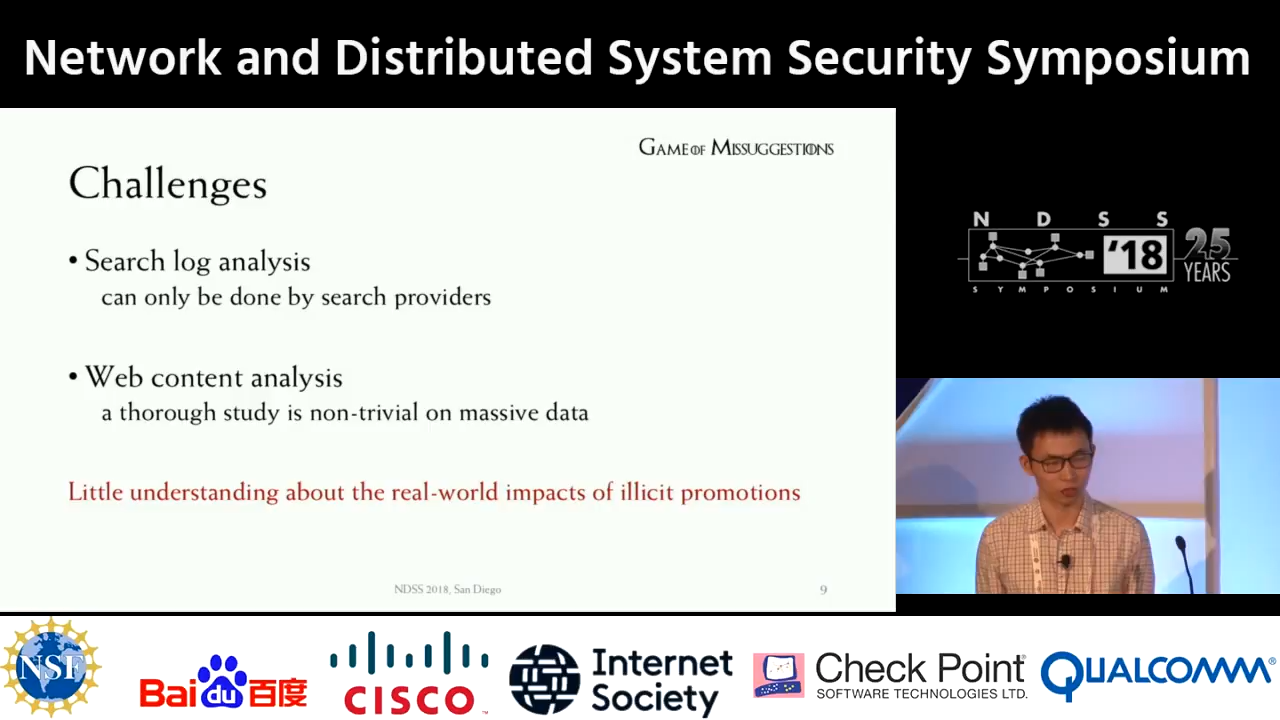 Network and Distributed System Security Symposium
GAME OF MISSUGGESTIONS
Challenges
• Search log analysis
can only be done by search providers
• Web content analysis
a thorough study is non-trivial on massive data
Little understanding about the real-world impacts of illicit promotions
NDSS 2018, San Diego
9
N D S S
'18
25
YEARS
SYMPOSIUM
NSF
Bai du 百度
CISCO
Internet
Society
Check Point
SOFTWARE TECHNOLOGIES LTD.
QUALCOMM®